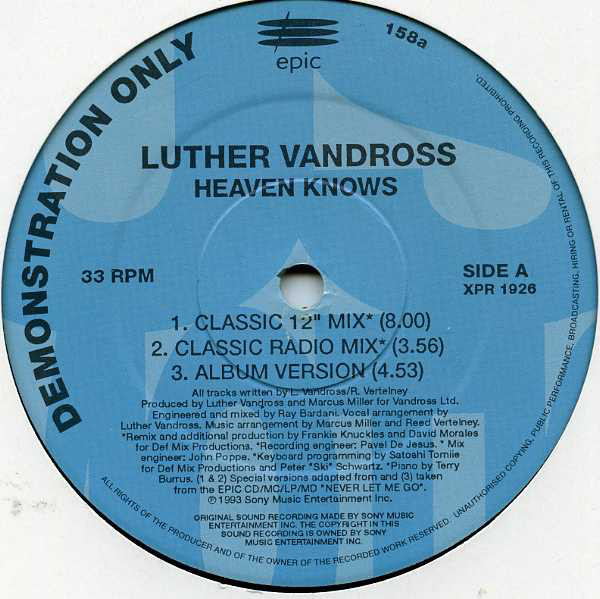 epic
158a
DEMONSTRATION ONLY
LUTHER VANDROSS
HEAVEN KNOWS
33 RPM
SIDE A
XPR 1926
1. CLASSIC 12" MIX* (8.00)
2. CLASSIC RADIO MIX* (3.56)
3. ALBUM VERSION (4.53)
All tracks written by L. Vandross/R. Vertelney
Produced by Luther Vandross and Marcus Miller for Vandross Ltd.
Engineered and mixed by Ray Bardani. Vocal arrangement by
Luther Vandross. Music arrangement by Marcus Miller and Reed Vertelney.
*Remix and additional production by Frankie Knuckles and David Morales
for Def Mix Productions. *Recording engineer: Pavel De Jesus. * Mix
engineer: John Poppe. *Keyboard programming by Satoshi Tomiie
for Def Mix Productions and Peter "Ski" Schwartz. *Piano by Terry
Burrus. (1 & 2) Special versions adapted from and (3) taken
from the EPIC CD/MC/LP/MD "NEVER LET ME GO".
℗ 1993 Sony Music Entertainment Inc.
ORIGINAL SOUND RECORDING MADE BY SONY MUSIC
ENTERTAINMENT INC. THE COPYRIGHT IN THIS
SOUND RECORDING IS OWNED BY SONY
MUSIC ENTERTAINMENT INC.
ALL RIGHTS OF THE PRODUCER AND OF THE OWNER OF THE RECORDED WORK RESERVED. UNAUTHORISED COPYING, PUBLIC PERFORMANCE, BROADCASTING, HIRING OR RENTAL OF THIS RECORDING PROHIBITED.